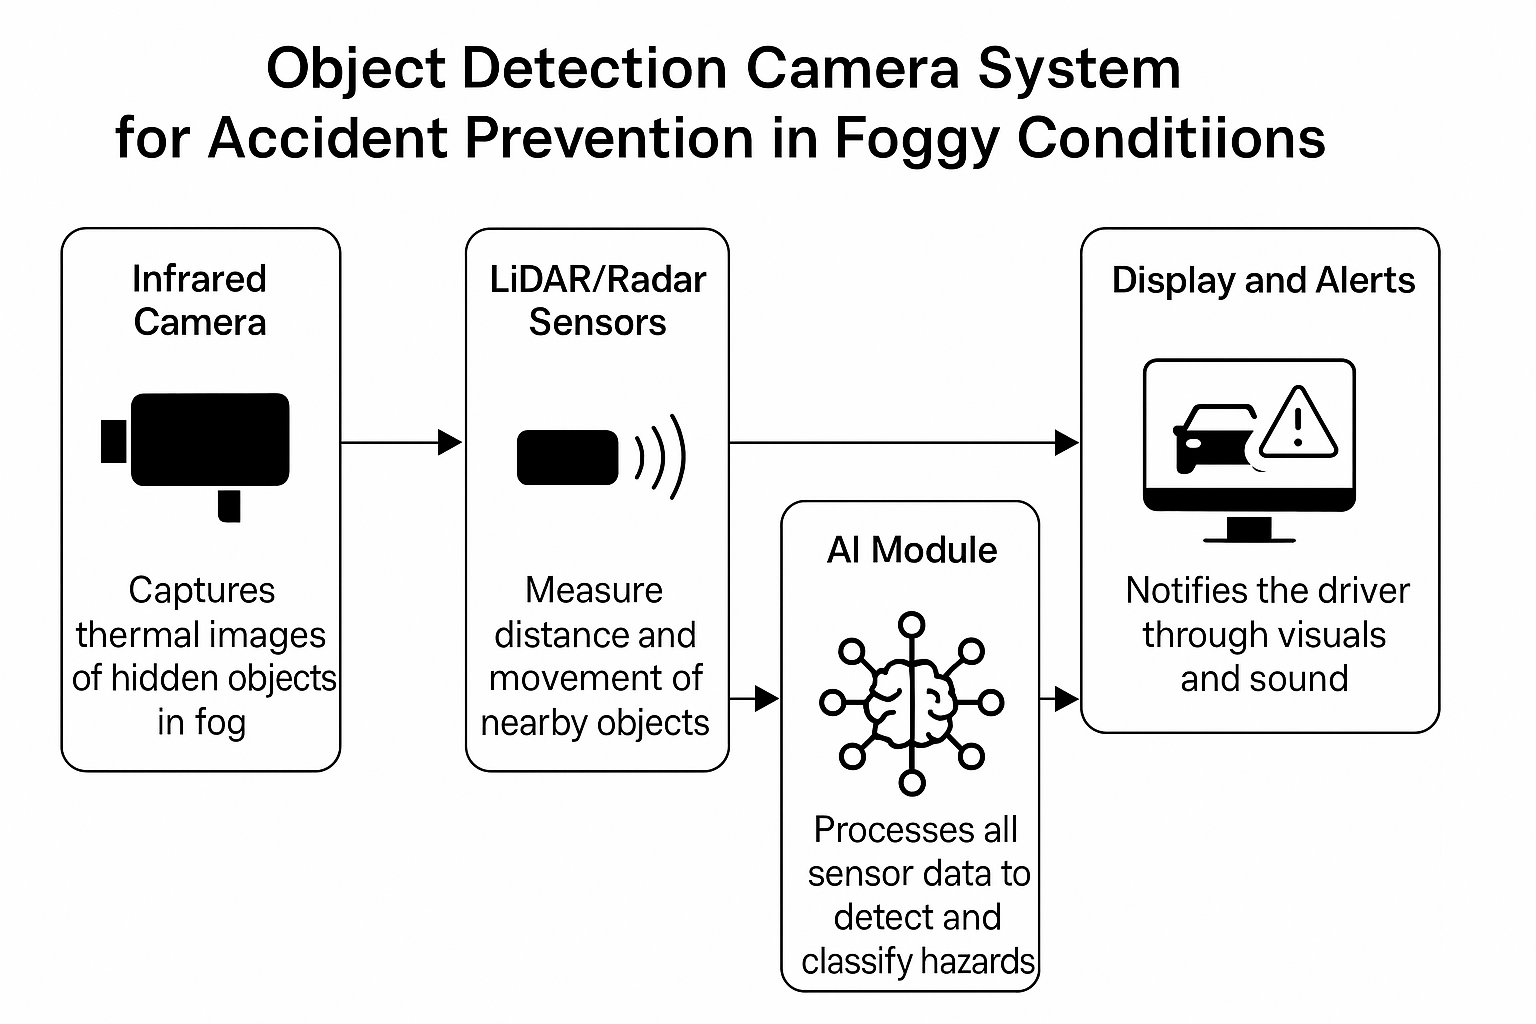 Object Detection Camera System
for Accident Prevention in Foggy Conditiions
Infrared
Camera
Captures
thermal images
of hidden objects
in fog
LiDAR/Radar
Sensors
Measure
distance and
movement of
nearby objects
AI Module
Processes all
sensor data to
detect and
classify hazards
Display and Alerts
Notifies the driver
through visuals
and sound